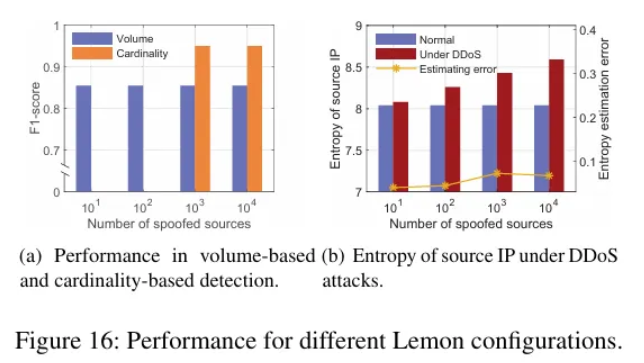 1
0.9
0.8
0.7
0
F1-score
Volume
Cardinality
10^1 10^2 10^3 10^4
Number of spoofed sources
9
8.5
8
7.5
7
Entropy of source IP
Normal
Under DDoS
Estimating error
0.4
0.3
0.2
0.1
Entropy estimation error
10^1 10^2 10^3 10^4
Number of spoofed sources
(a) Performance in volume-based
and cardinality-based detection.
(b) Entropy of source IP under DDoS
attacks.
Figure 16: Performance for different Lemon configurations.